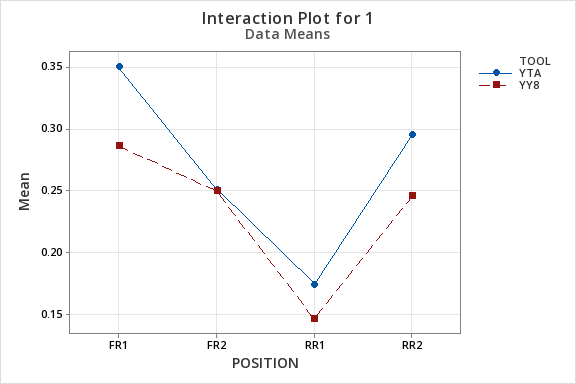 Interaction Plot for 1
Data Means
TOOL
YTA
YY8
0.35
0.30
0.25
0.20
0.15
Mean
FR1 FR2 RR1 RR2
POSITION